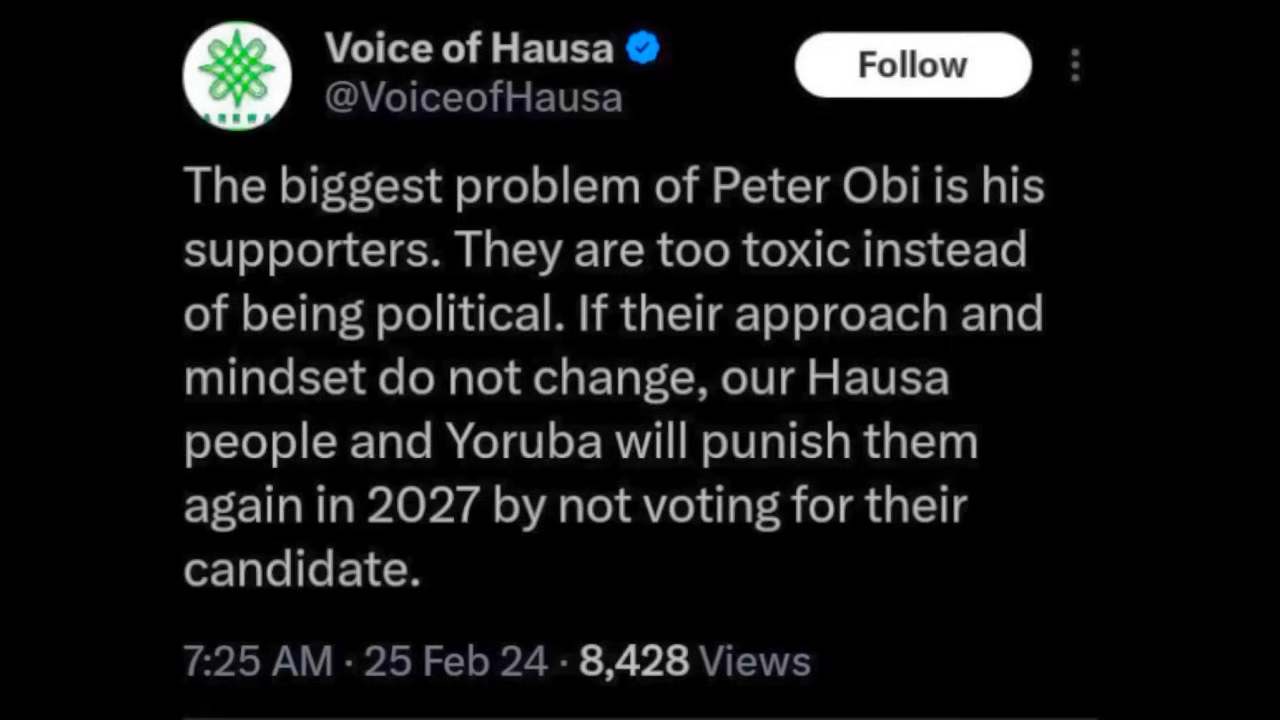 Voice of Hausa
@VoiceofHausa
Follow
AREWA
The biggest problem of Peter Obi is his
supporters. They are too toxic instead
of being political. If their approach and
mindset do not change, our Hausa
people and Yoruba will punish them
again in 2027 by not voting for their
candidate.
7:25 AM · 25 Feb 24 · 8,428 Views